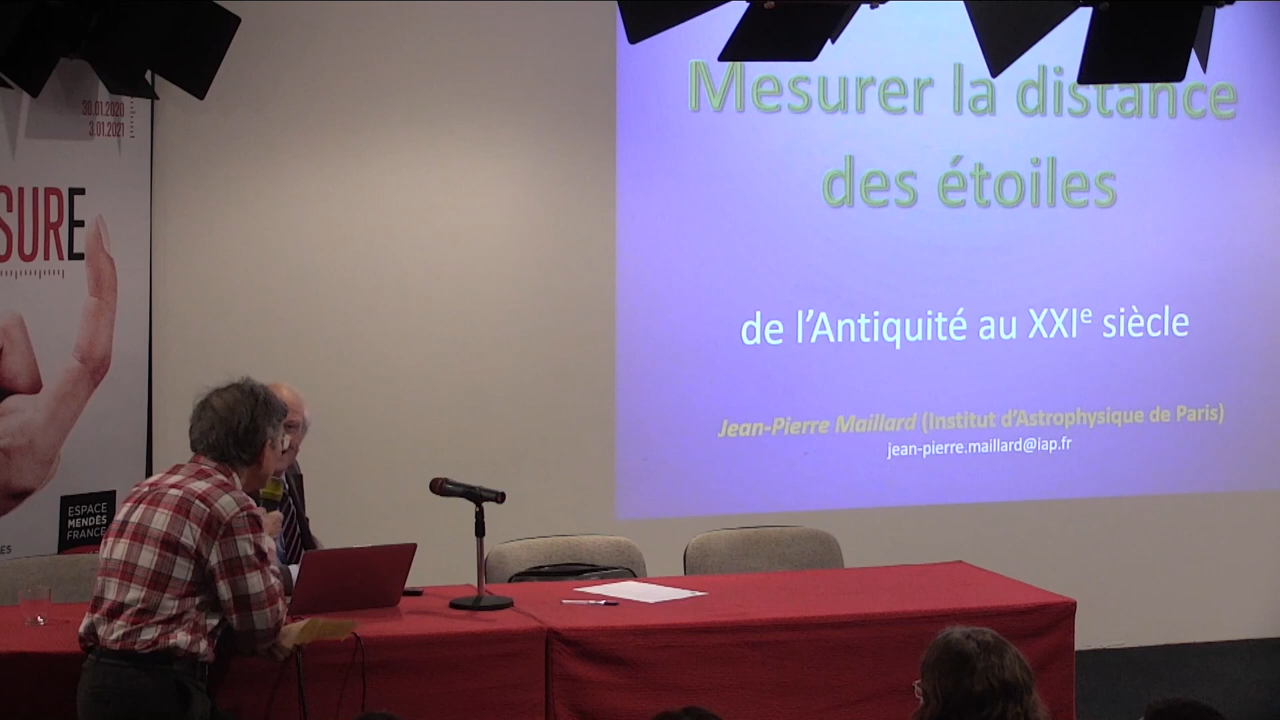 30.01.2020
3.01.2021
SURE
ESPACE
MENDÈS
FRANCE
ES
Mesurer la distance
des étoiles
de l'Antiquité au XXIe siècle
Jean-Pierre Maillard (Institut d'Astrophysique de Paris)
jean-pierre.maillard@iap.fr